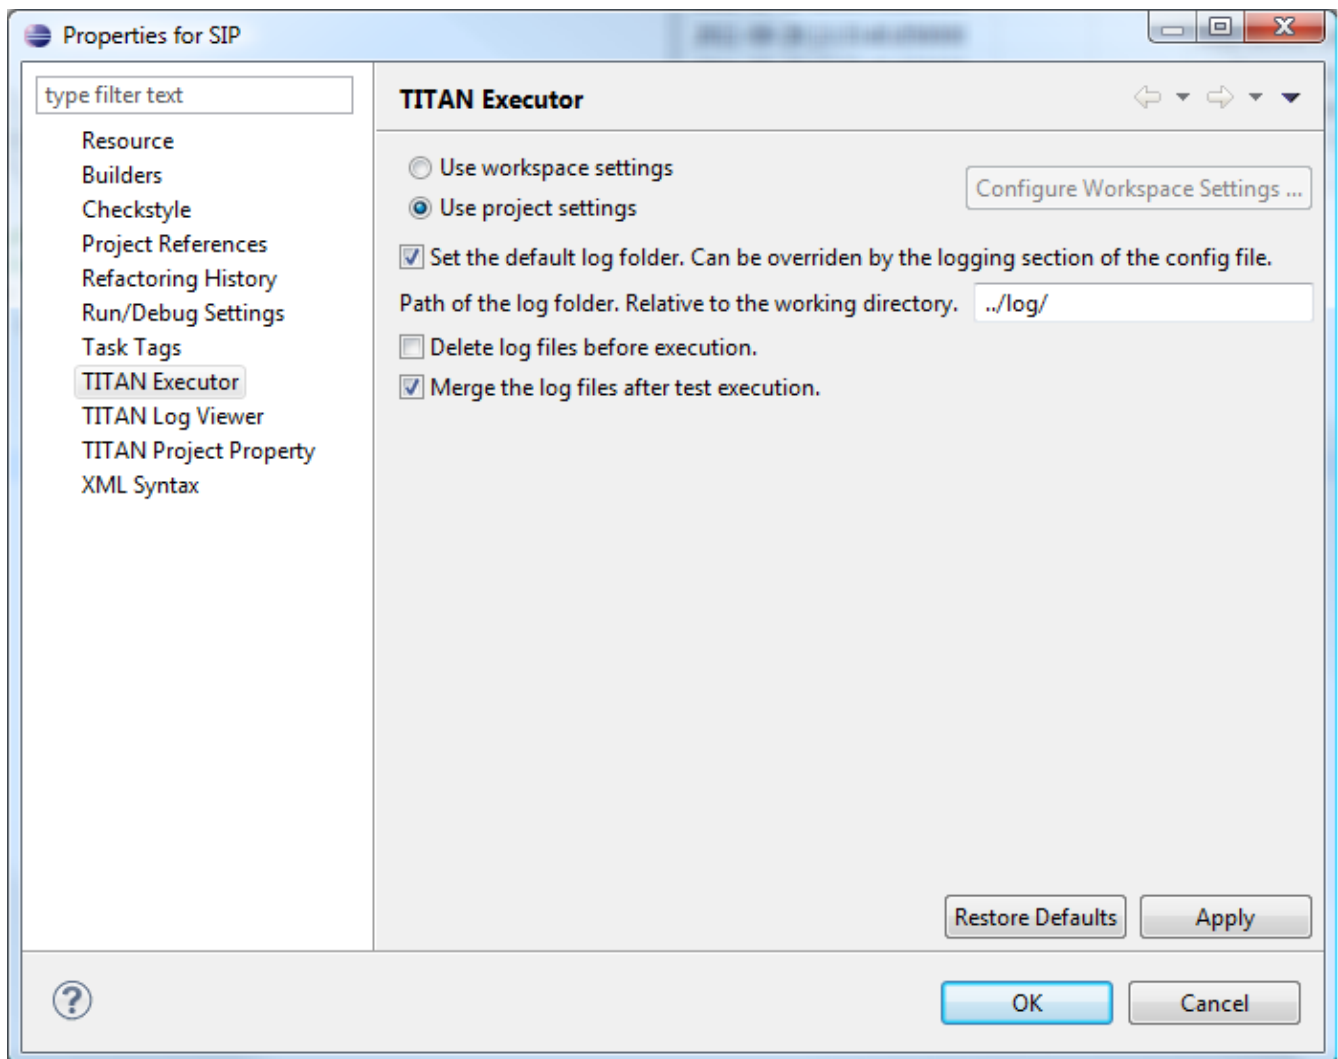 Properties for SIP
type filter text
Resource
Builders
Checkstyle
Project References
Refactoring History
Run/Debug Settings
Task Tags
TITAN Executor
TITAN Log Viewer
TITAN Project Property
XML Syntax
TITAN Executor
Use workspace settings
Configure Workspace Settings ...
Use project settings
Set the default log folder. Can be overriden by the logging section of the config file.
Path of the log folder. Relative to the working directory. ../log/
Delete log files before execution.
Merge the log files after test execution.
Restore Defaults Apply
? OK Cancel